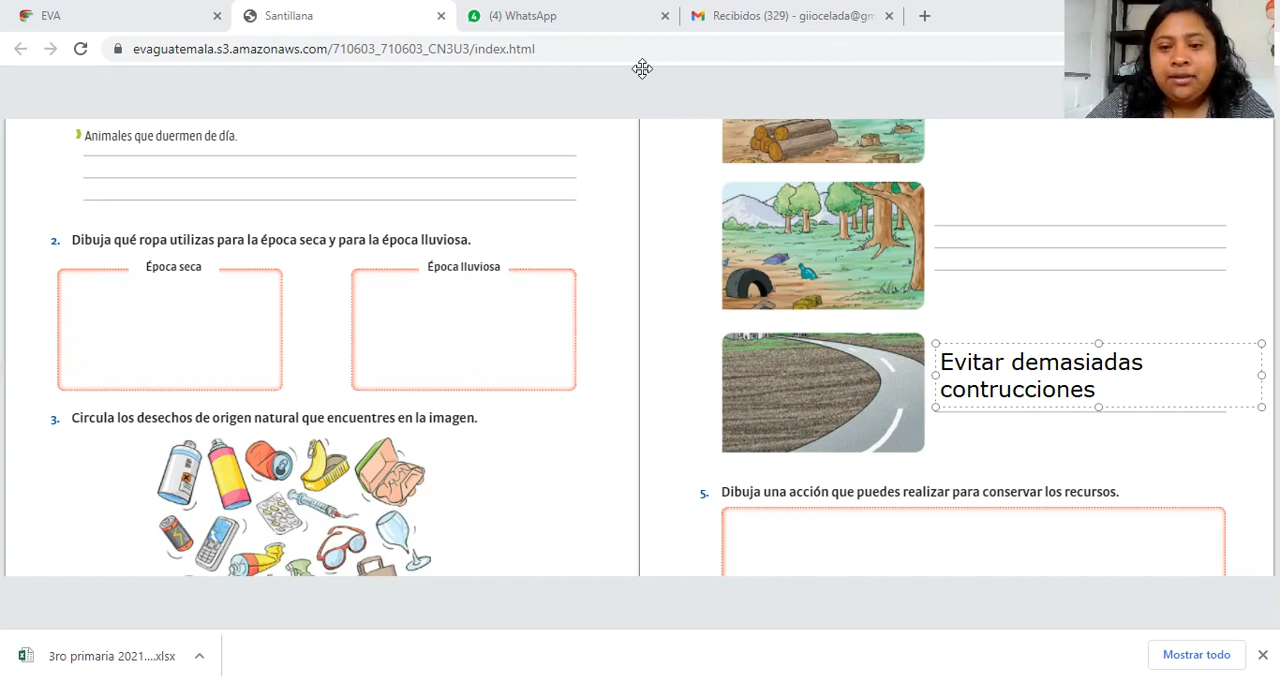 EVA
Santillana
(4) WhatsApp
Recibidos (329) - giiocelada@gm
evaguatemala.s3.amazonaws.com/710603_710603_CN3U3/index.html
Animales que duermen de día.
2. Dibuja qué ropa utilizas para la época seca y para la época lluviosa.
Época seca
Época lluviosa
3. Circula los desechos de origen natural que encuentres en la imagen.
Evitar demasiadas
contrucciones
5. Dibuja una acción que puedes realizar para conservar los recursos.
3ro primaria 2021....xlsx
Mostrar todo